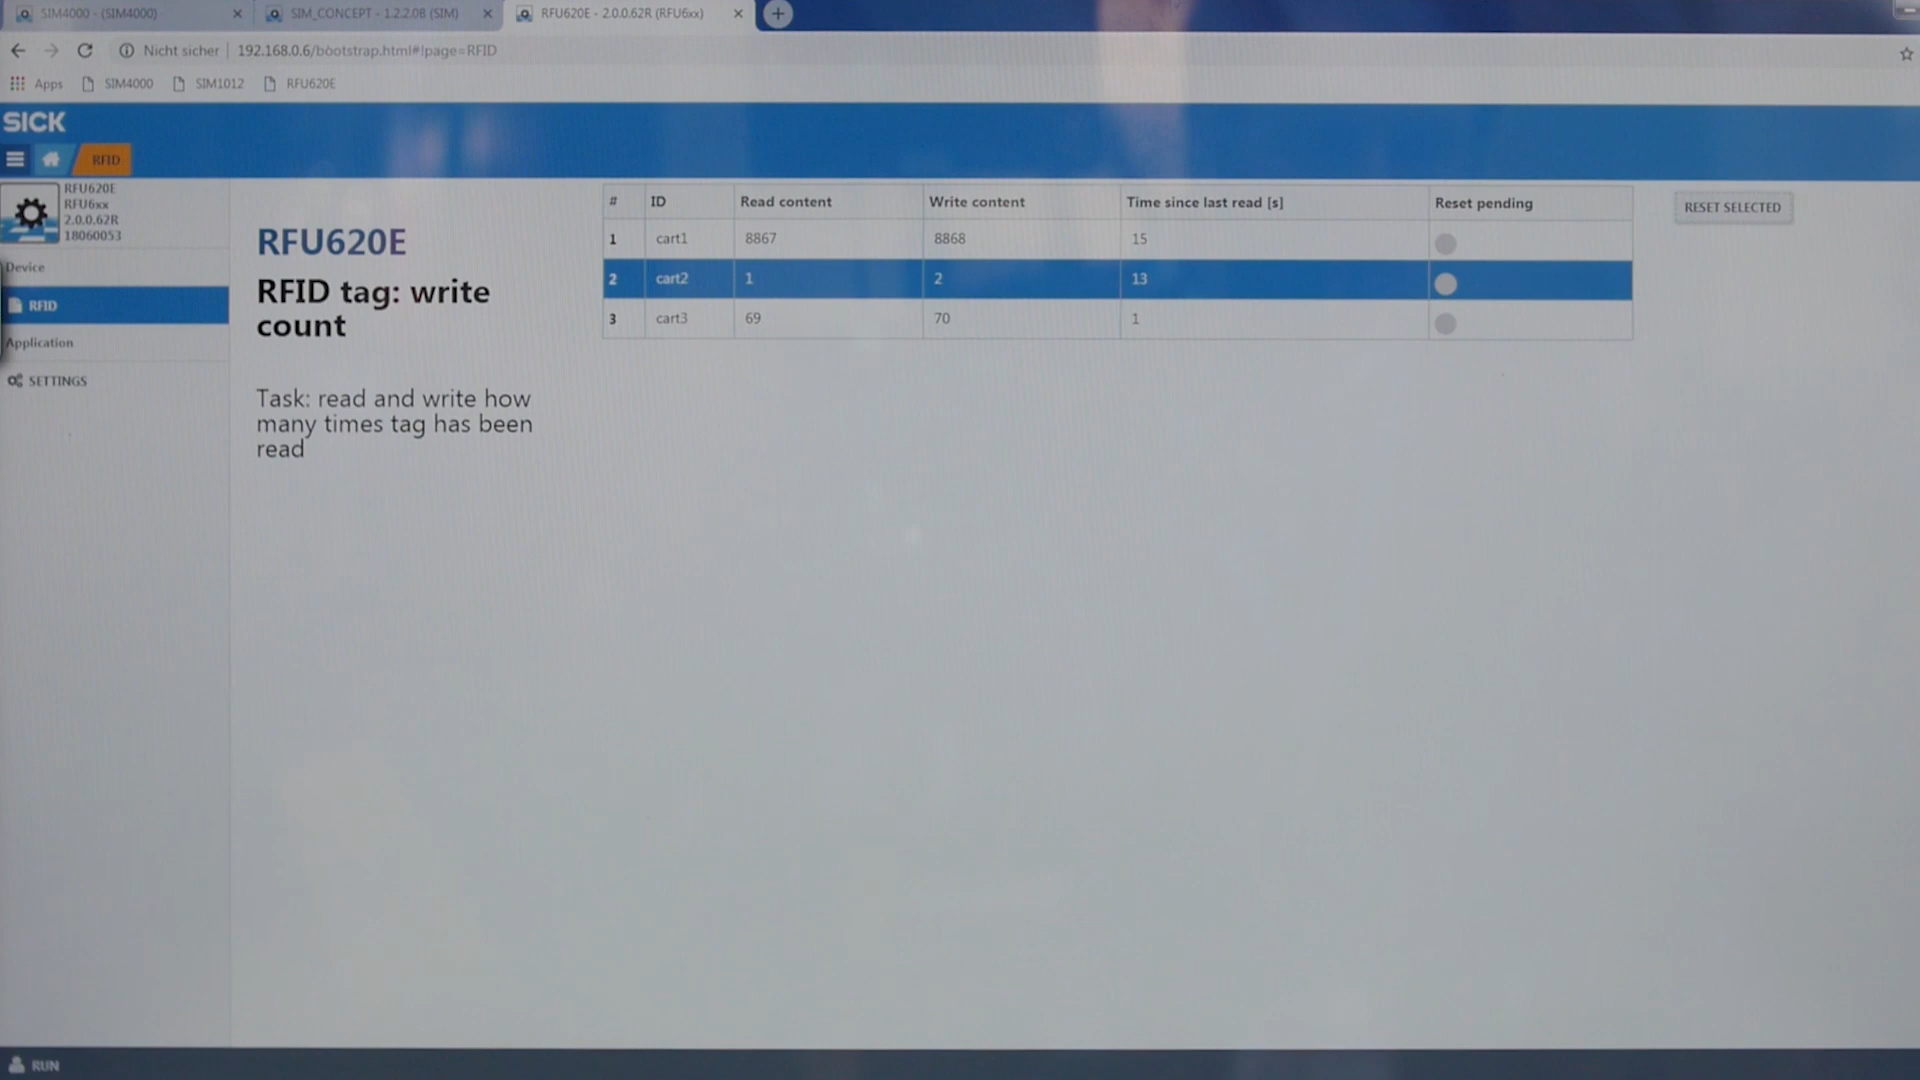 SIM4000 - (SIM4000)
SIM_CONCEPT - 1.2.2.0B (SIM)
RFU620E - 2.0.0.62R (RFU6xx)
Nicht sicher
192.168.0.6/bootstrap.html#!page=RFID
Apps
SIM4000
SIM1012
RFU620E
SICK
RFID
RFU620E
RFU6xx
2.0.0.62R
18060053
Device
RFID
Application
SETTINGS
RFU620E
RFID tag: write
count
Task: read and write how
many times tag has been
read
# ID Read content Write content Time since last read [s] Reset pending
1 cart1 8867 8868 15
2 cart2 1 2 13
3 cart3 69 70 1
RESET SELECTED
RUN